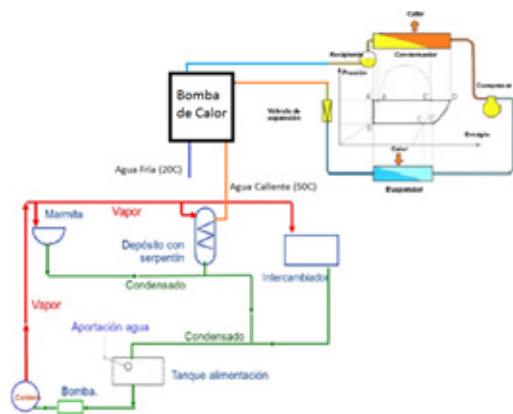 Calor
Condensador
Recipiente
Presión
Compresor
Bomba
de Calor
Válvula de
expansión
A
B
C
D
Entalpía
Calor
Evaporador
Agua Fría (20C)
Agua Caliente (50C)
Marmita
Vapor
Depósito con
serpentín
Intercambiador
Condensado
Vapor
Condensado
Aportación agua
Tanque alimentación
Caldera
Bomba.